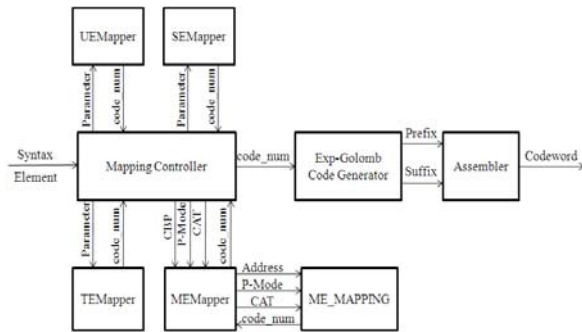 UEMapper
SEMapper
Parameter
code_num
Parameter
code_num
Syntax
Element
Mapping Controller
code_num
Exp-Golomb
Code Generator
Prefix
Suffix
Assembler
Codeword
Parameter
code_num
CBP
P-Mode
CAT
code_num
TEMapper
MEMapper
Address
P-Mode
CAT
code_num
ME_MAPPING